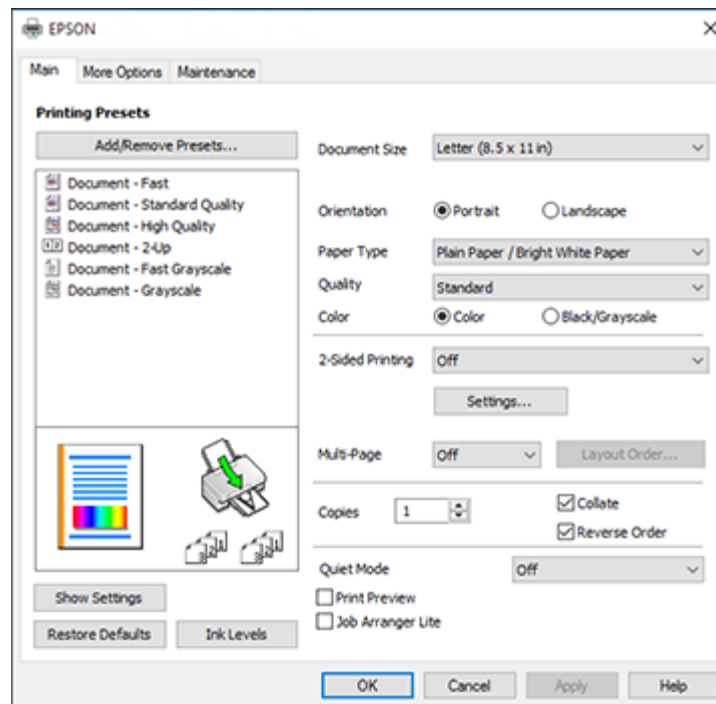 EPSON
Main More Options Maintenance
Printing Presets
Add/Remove Presets...
Document - Fast
Document - Standard Quality
Document - High Quality
Document - 2-Up
Document - Fast Grayscale
Document - Grayscale
Show Settings
Restore Defaults Ink Levels
Document Size Letter (8.5 x 11 in)
Orientation Portrait Landscape
Paper Type Plain Paper / Bright White Paper
Quality Standard
Color Color Black/Grayscale
2-Sided Printing Off
Settings...
Multi-Page Off Layout Order...
Copies 1 Collate
Reverse Order
Quiet Mode Off
Print Preview
Job Arranger Lite
OK Cancel Apply Help